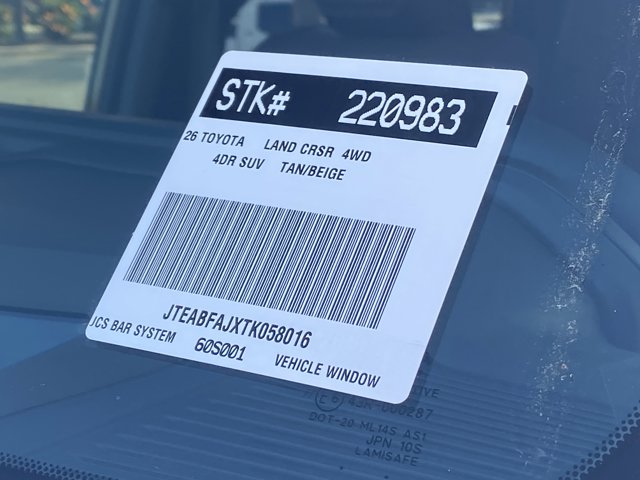 STK# 220983
26 TOYOTA LAND CRSR 4WD
4DR SUV TAN/BEIGE
JTEABFAJXTK058016
JCS BAR SYSTEM 60S001 VEHICLE WINDOW
DOT-20 ML14S AS1
JPN 10S
LAMISAFE